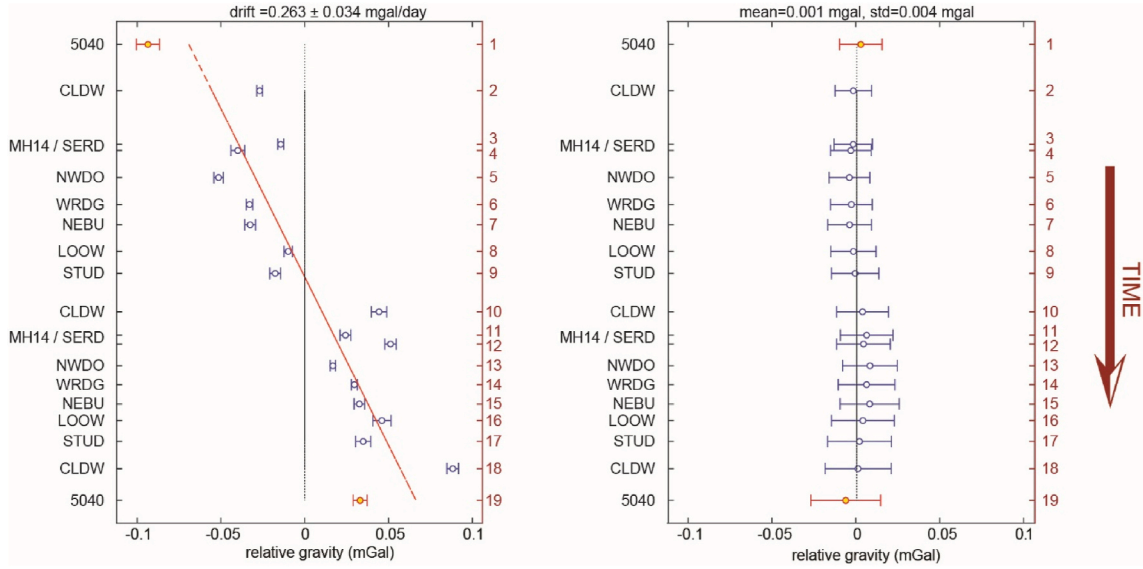 drift =0.263 ± 0.034 mgal/day
5040
CLDW
MH14 / SERD
NWDO
WRDG
NEBU
LOOW
STUD
CLDW
MH14 / SERD
NWDO
WRDG
NEBU
LOOW
STUD
CLDW
5040
1
2
3
4
5
6
7
8
9
10
11
12
13
14
15
16
17
18
19
-0.1 -0.05 0 0.05 0.1
relative gravity (mGal)
mean=0.001 mgal, std=0.004 mgal
5040
CLDW
MH14 / SERD
NWDO
WRDG
NEBU
LOOW
STUD
CLDW
MH14 / SERD
NWDO
WRDG
NEBU
LOOW
STUD
CLDW
5040
1
2
3
4
5
6
7
8
9
10
11
12
13
14
15
16
17
18
19
-0.1 -0.05 0 0.05 0.1
relative gravity (mGal)
TIME